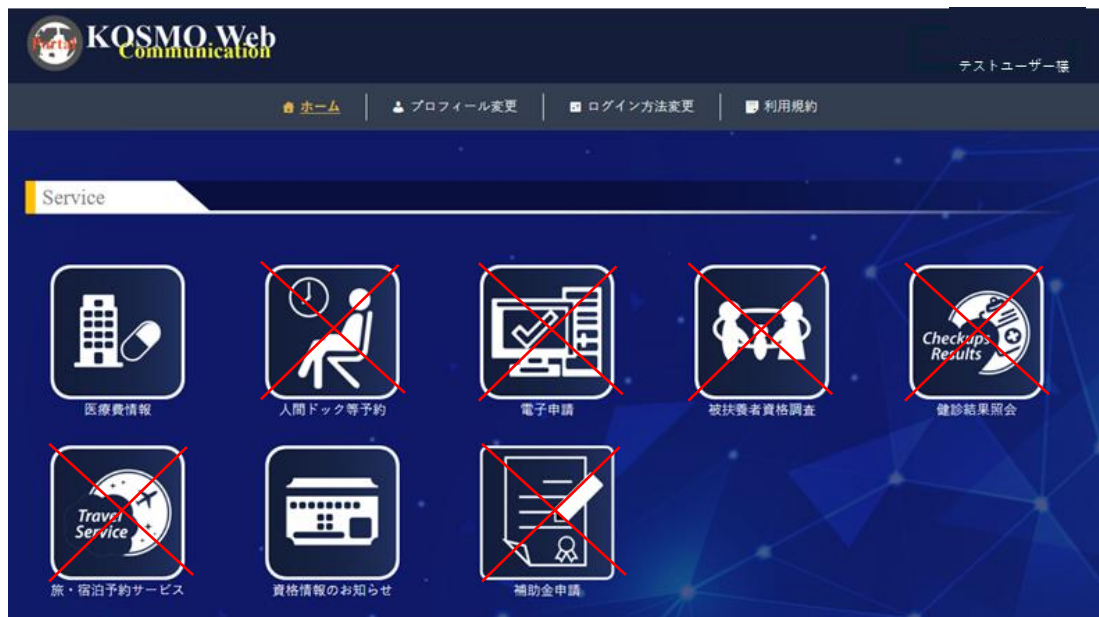 Portal
KOSMO Web
Communication
テストユーザー様
ホーム
プロフィール変更
ログイン方法変更
利用規約
Service
医療費情報
人間ドック等予約
電子申請
被扶養者資格調査
Checkups
Results
健診結果照会
Travel
Service
旅・宿泊予約サービス
資格情報のお知らせ
補助金申請